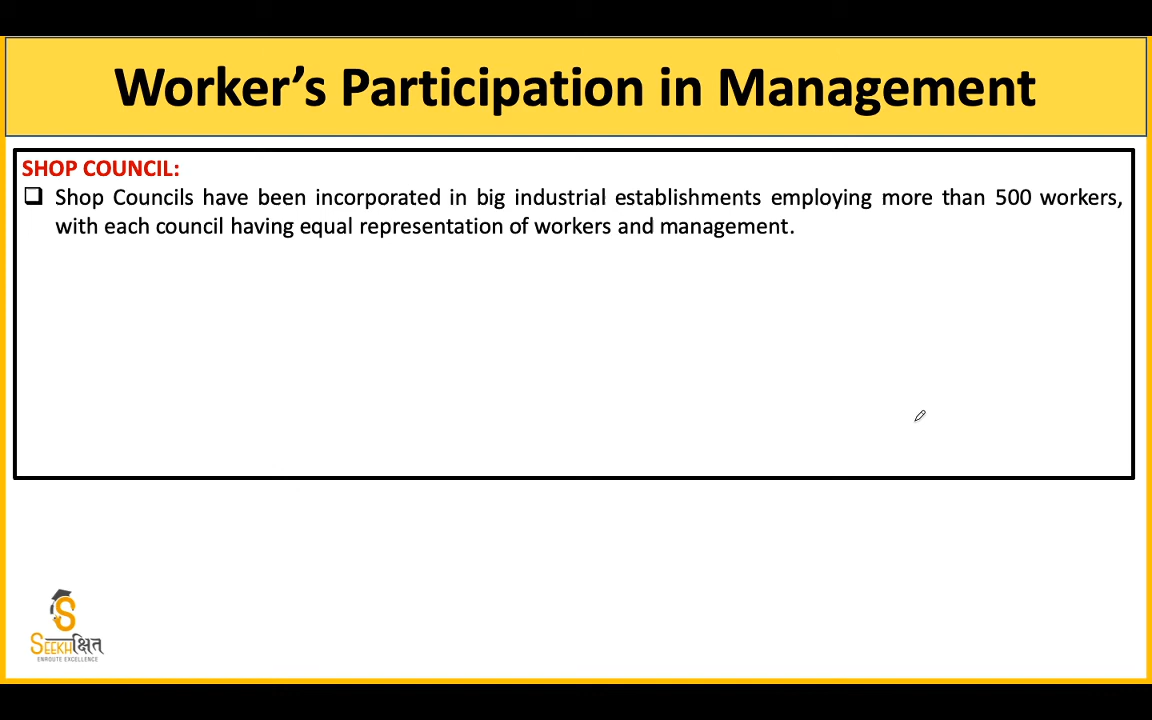 Worker’s Participation in Management
SHOP COUNCIL:
❑ Shop Councils have been incorporated in big industrial establishments employing more than 500 workers,
with each council having equal representation of workers and management.
S
SEEKHक्षित
ENROUTE EXCELLENCE